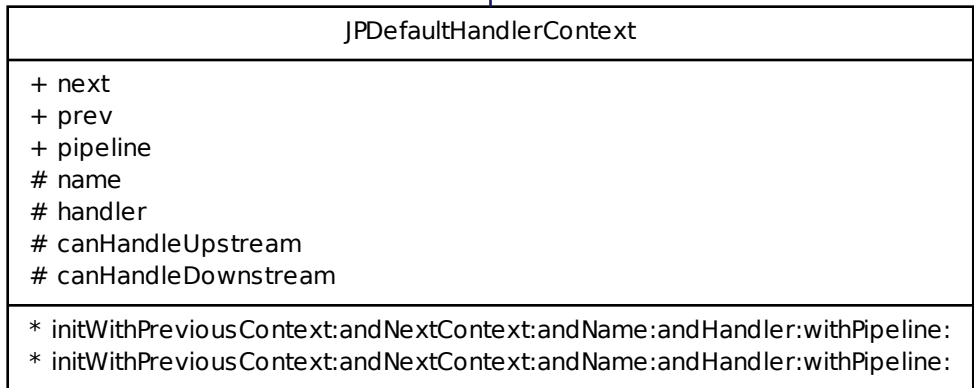 JPDefaultHandlerContext
+ next
+ prev
+ pipeline
# name
# handler
# canHandleUpstream
# canHandleDownstream
* initWithPreviousContext:andNextContext:andName:andHandler:withPipeline:
* initWithPreviousContext:andNextContext:andName:andHandler:withPipeline: